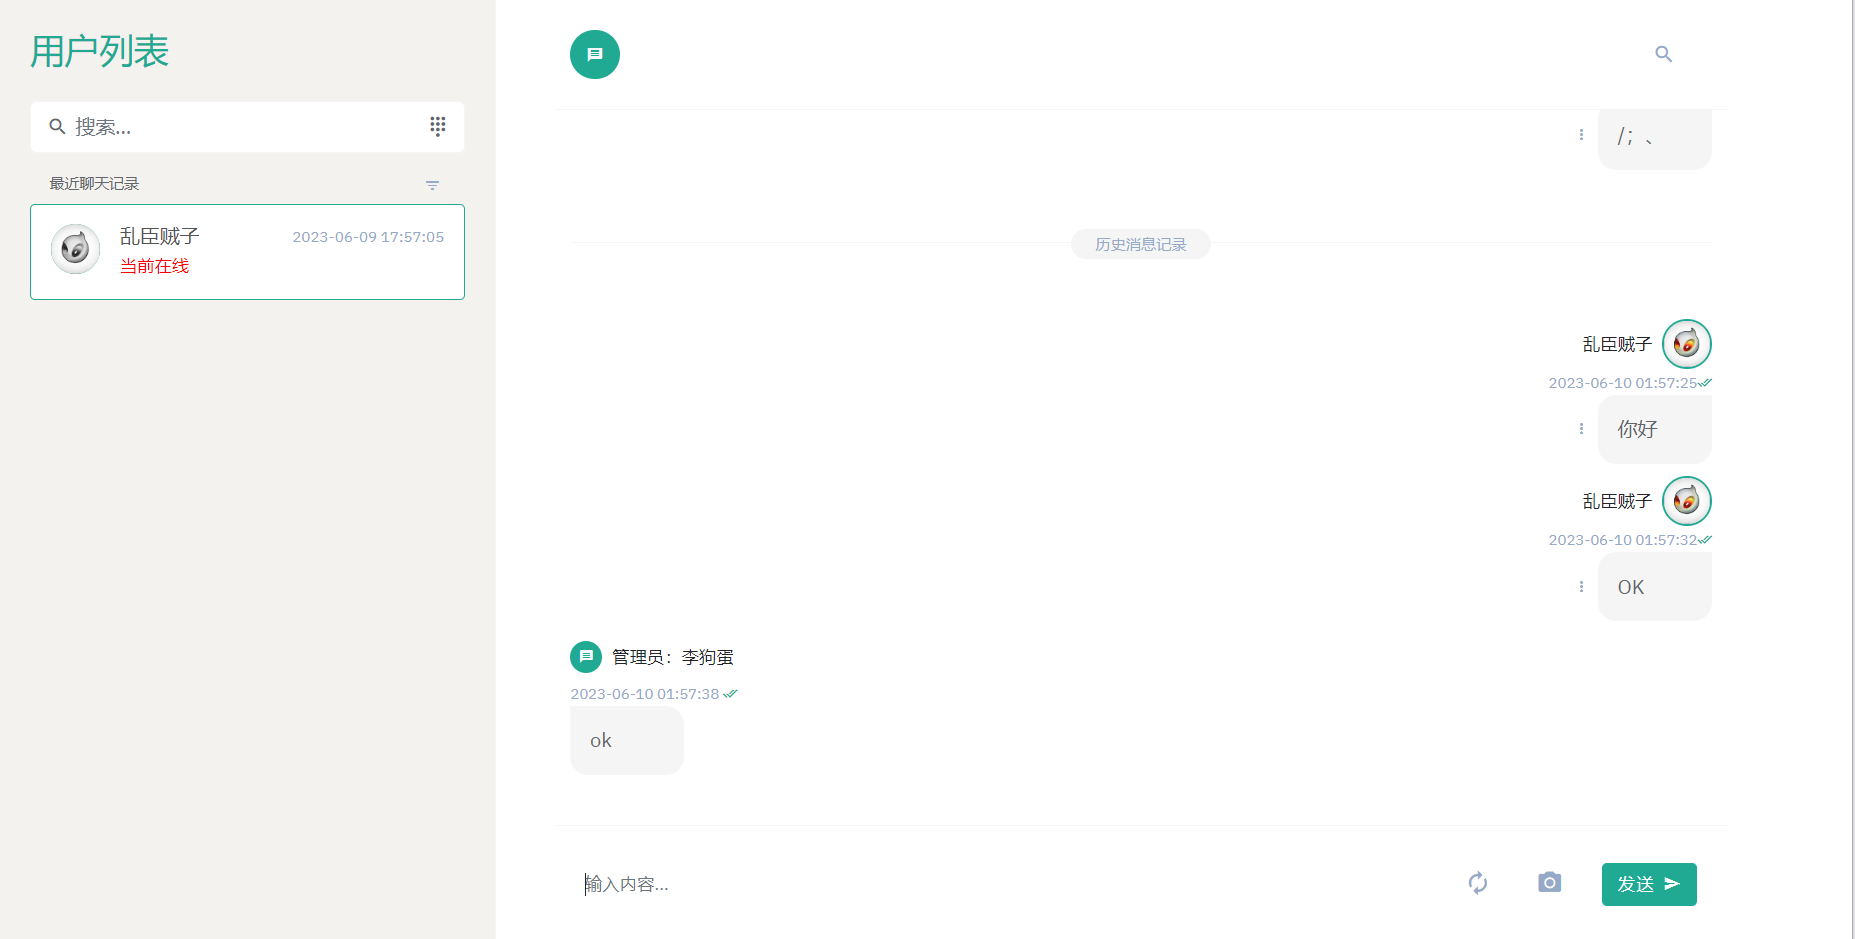 用户列表
搜索...
最近聊天记录
乱臣贼子
2023-06-09 17:57:05
当前在线
/；、
历史消息记录
乱臣贼子
2023-06-10 01:57:25
你好
乱臣贼子
2023-06-10 01:57:32
OK
管理员：李狗蛋
2023-06-10 01:57:38
ok
输入内容...
发送